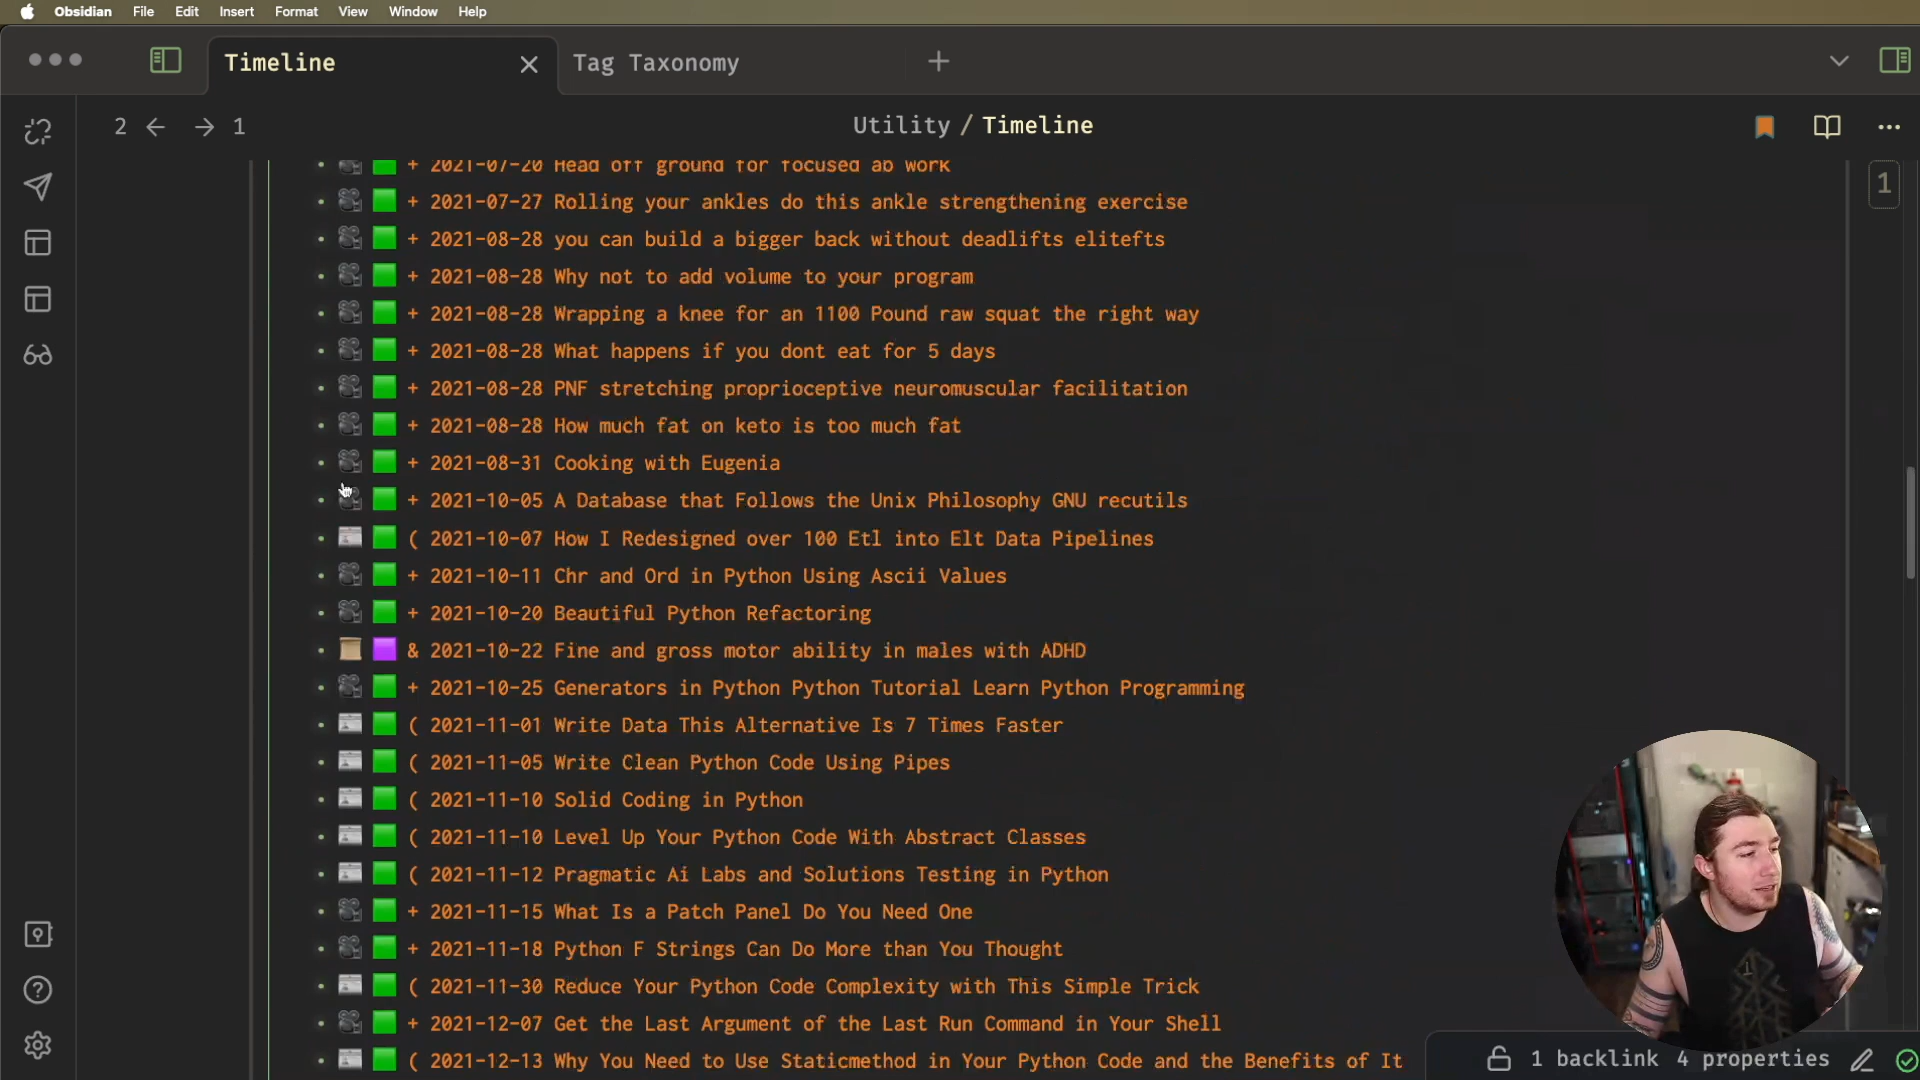 Obsidian File Edit Insert Format View Window Help
Timeline
Tag Taxonomy
2
1
Utility / Timeline
1
+ 2021-07-20 Head off ground for focused ab work
+ 2021-07-27 Rolling your ankles do this ankle strengthening exercise
+ 2021-08-28 you can build a bigger back without deadlifts elitefts
+ 2021-08-28 Why not to add volume to your program
+ 2021-08-28 Wrapping a knee for an 1100 Pound raw squat the right way
+ 2021-08-28 What happens if you dont eat for 5 days
+ 2021-08-28 PNF stretching proprioceptive neuromuscular facilitation
+ 2021-08-28 How much fat on keto is too much fat
+ 2021-08-31 Cooking with Eugenia
+ 2021-10-05 A Database that Follows the Unix Philosophy GNU recutils
( 2021-10-07 How I Redesigned over 100 Etl into Elt Data Pipelines
+ 2021-10-11 Chr and Ord in Python Using Ascii Values
+ 2021-10-20 Beautiful Python Refactoring
& 2021-10-22 Fine and gross motor ability in males with ADHD
+ 2021-10-25 Generators in Python Python Tutorial Learn Python Programming
( 2021-11-01 Write Data This Alternative Is 7 Times Faster
( 2021-11-05 Write Clean Python Code Using Pipes
( 2021-11-10 Solid Coding in Python
( 2021-11-10 Level Up Your Python Code With Abstract Classes
( 2021-11-12 Pragmatic Ai Labs and Solutions Testing in Python
+ 2021-11-15 What Is a Patch Panel Do You Need One
+ 2021-11-18 Python F Strings Can Do More than You Thought
( 2021-11-30 Reduce Your Python Code Complexity with This Simple Trick
+ 2021-12-07 Get the Last Argument of the Last Run Command in Your Shell
( 2021-12-13 Why You Need to Use Staticmethod in Your Python Code and the Benefits of It
1 backlink 4 properties